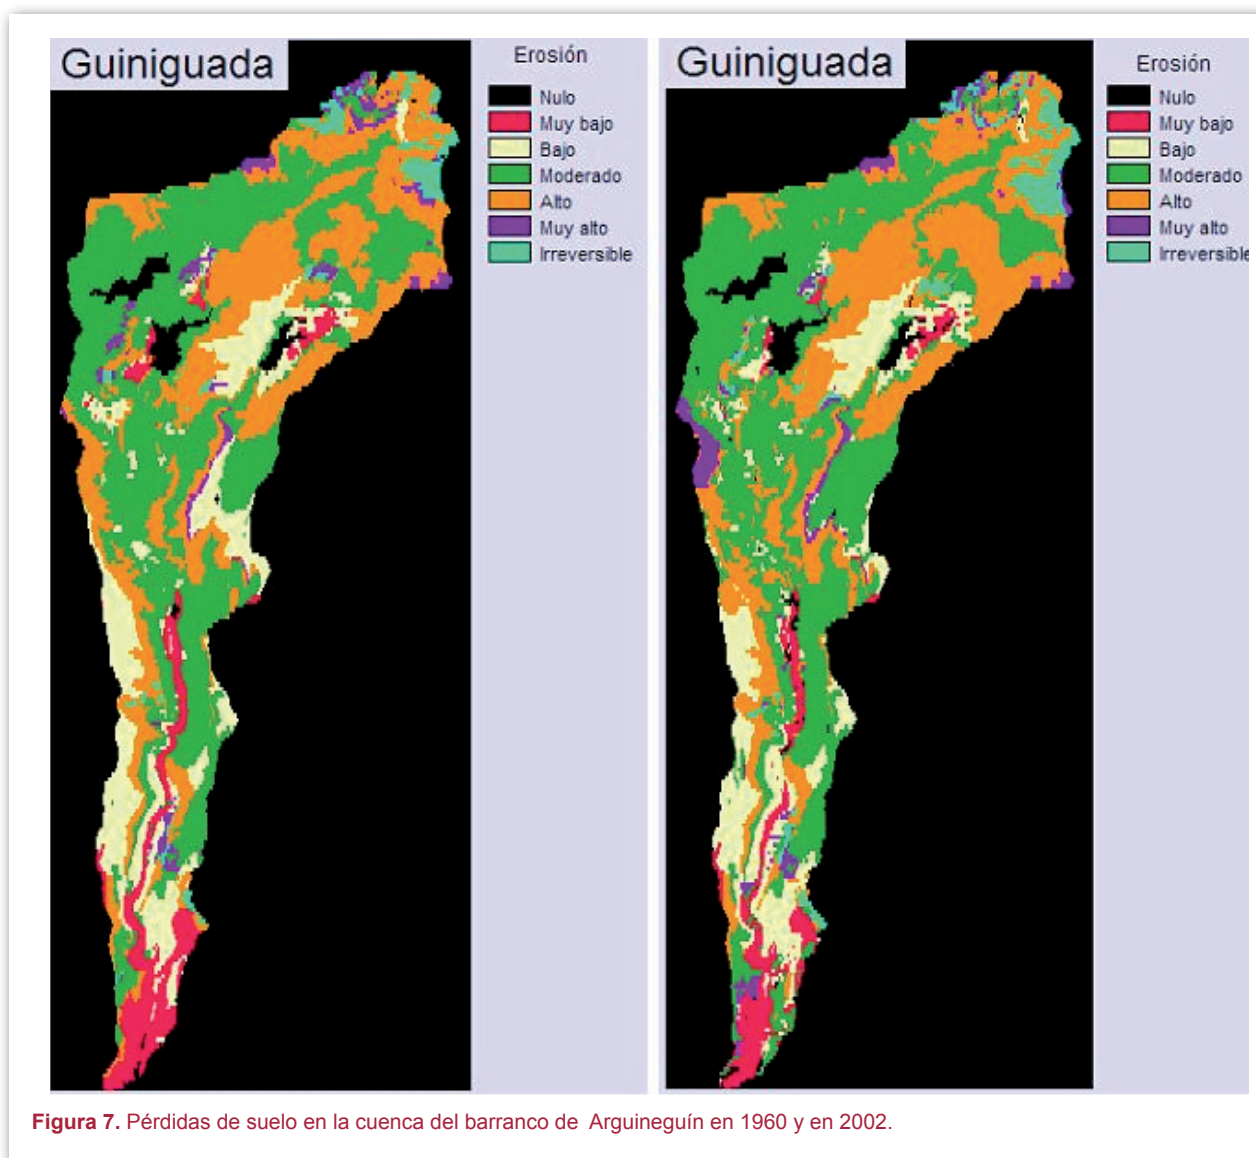 Guiniguada
Erosión
Nulo
Muy bajo
Bajo
Moderado
Alto
Muy alto
Irreversible
Guiniguada
Erosión
Nulo
Muy bajo
Bajo
Moderado
Alto
Muy alto
Irreversible
Figura 7. Pérdidas de suelo en la cuenca del barranco de Arguineguín en 1960 y en 2002.